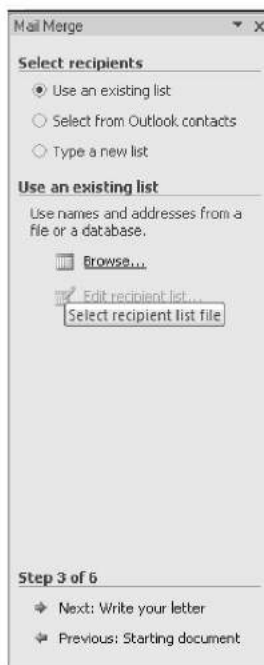 Mail Merge
Select recipients
Use an existing list
Select from Outlook contacts
Type a new list
Use an existing list
Use names and addresses from a
file or a database.
Browse...
Edit recipient list...
Select recipient list file
Step 3 of 6
Next: Write your letter
Previous: Starting document